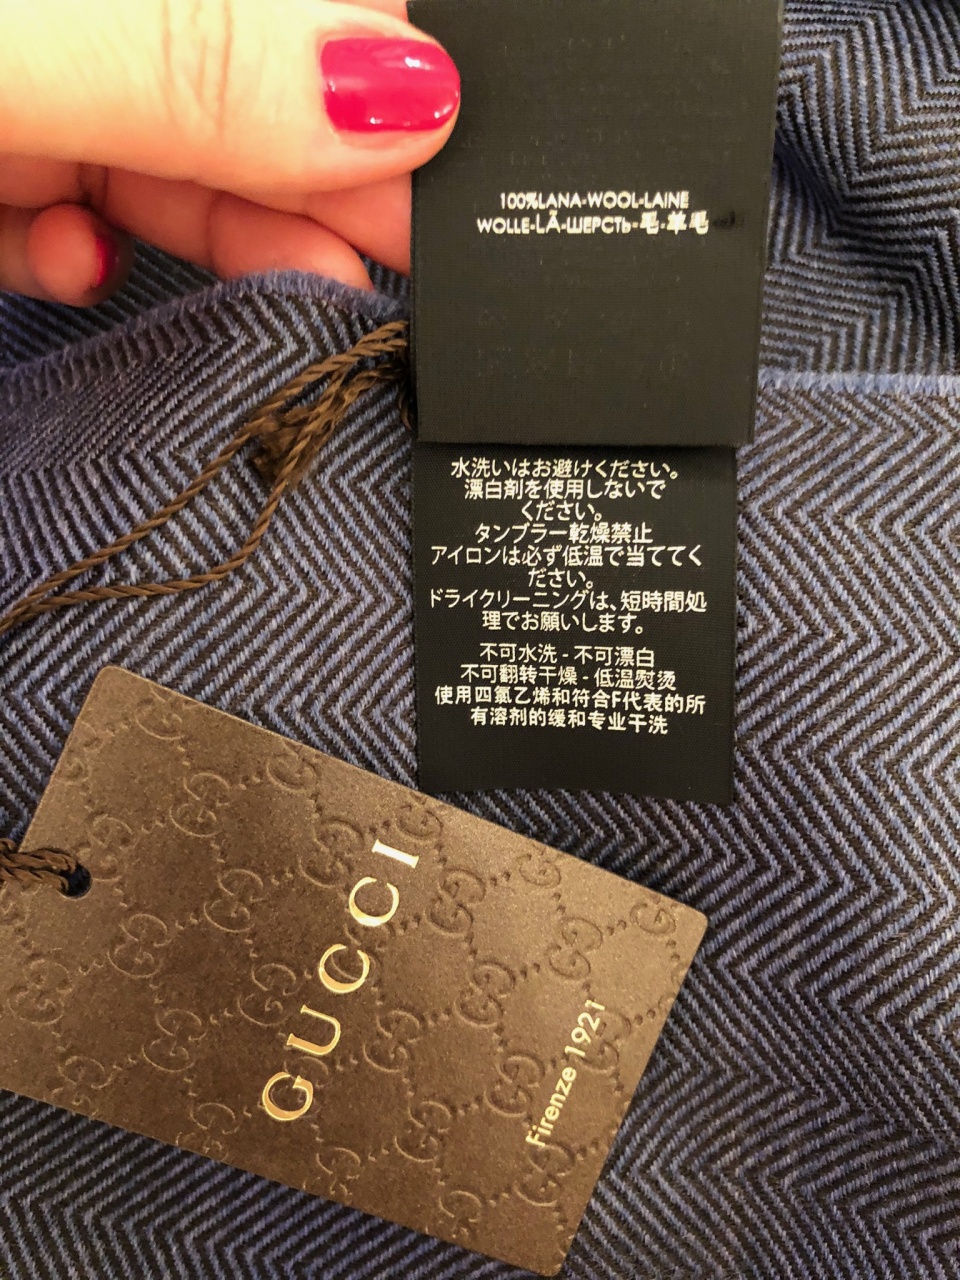 100%LANA-WOOL-LAINE
WOLLE-LÃ-ШЕРСТЬ-毛-羊毛
水洗いはお避けください。
漂白剤を使用しないで
ください。
タンブラー乾燥禁止
アイロンは必ず低温で当ててく
ださい。
ドライクリーニングは、短時間処
理でお願いします。
不可水洗 - 不可漂白
不可翻转干燥 - 低温熨烫
使用四氯乙烯和符合F代表的所
有溶剂的缓和专业干洗
GUCCI
Firenze 1921